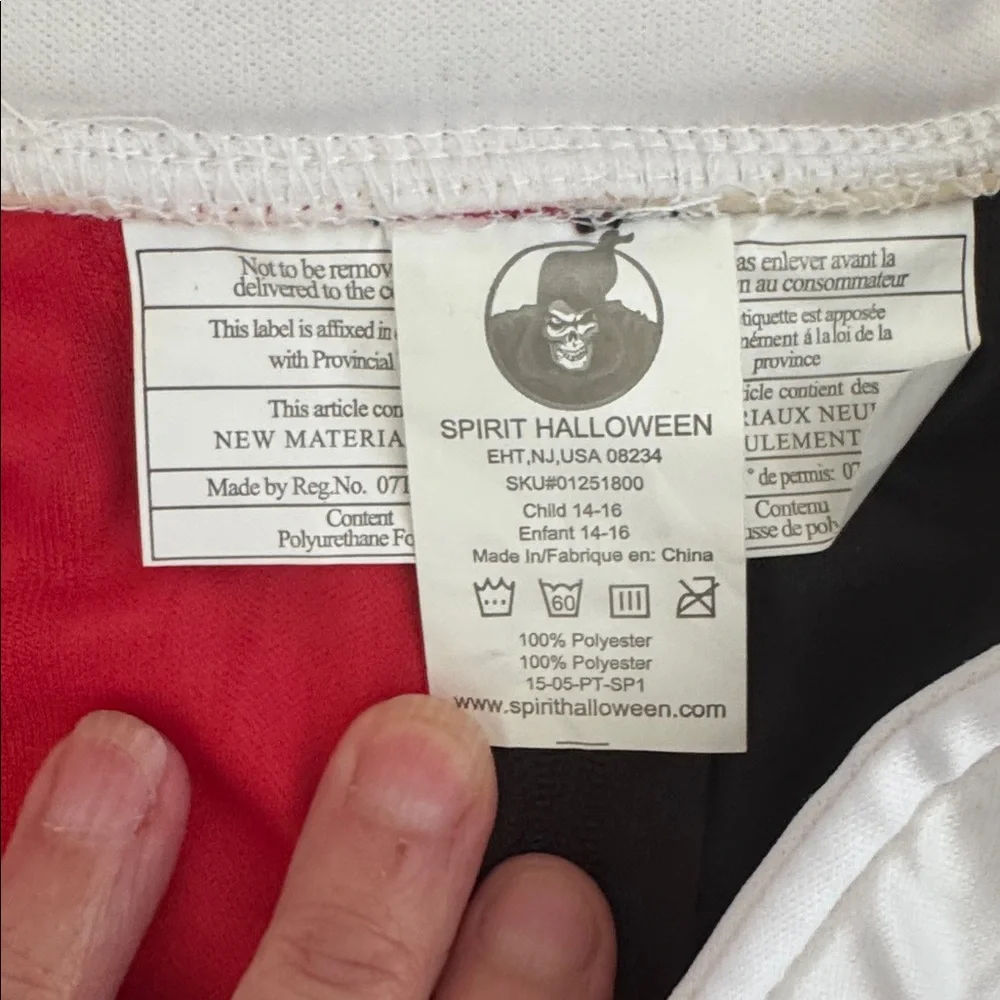 Not to be remov
delivered to the c
This label is affixed in
with Provincial
This article con
NEW MATERIA
Made by Reg.No. 071
Content
Polyurethane Fo
SPIRIT HALLOWEEN
EHT,NJ,USA 08234
SKU#01251800
Child 14-16
Enfant 14-16
Made In/Fabrique en: China
60
100% Polyester
100% Polyester
15-05-PT-SP1
www.spirithalloween.com
as enlever avant la
n au consommateur
tiquette est apposée
nément á la loi de la
province
icle contient des
RIAUX NEU
ULEMENT
° de permis: 07
Contenu
usse de pol